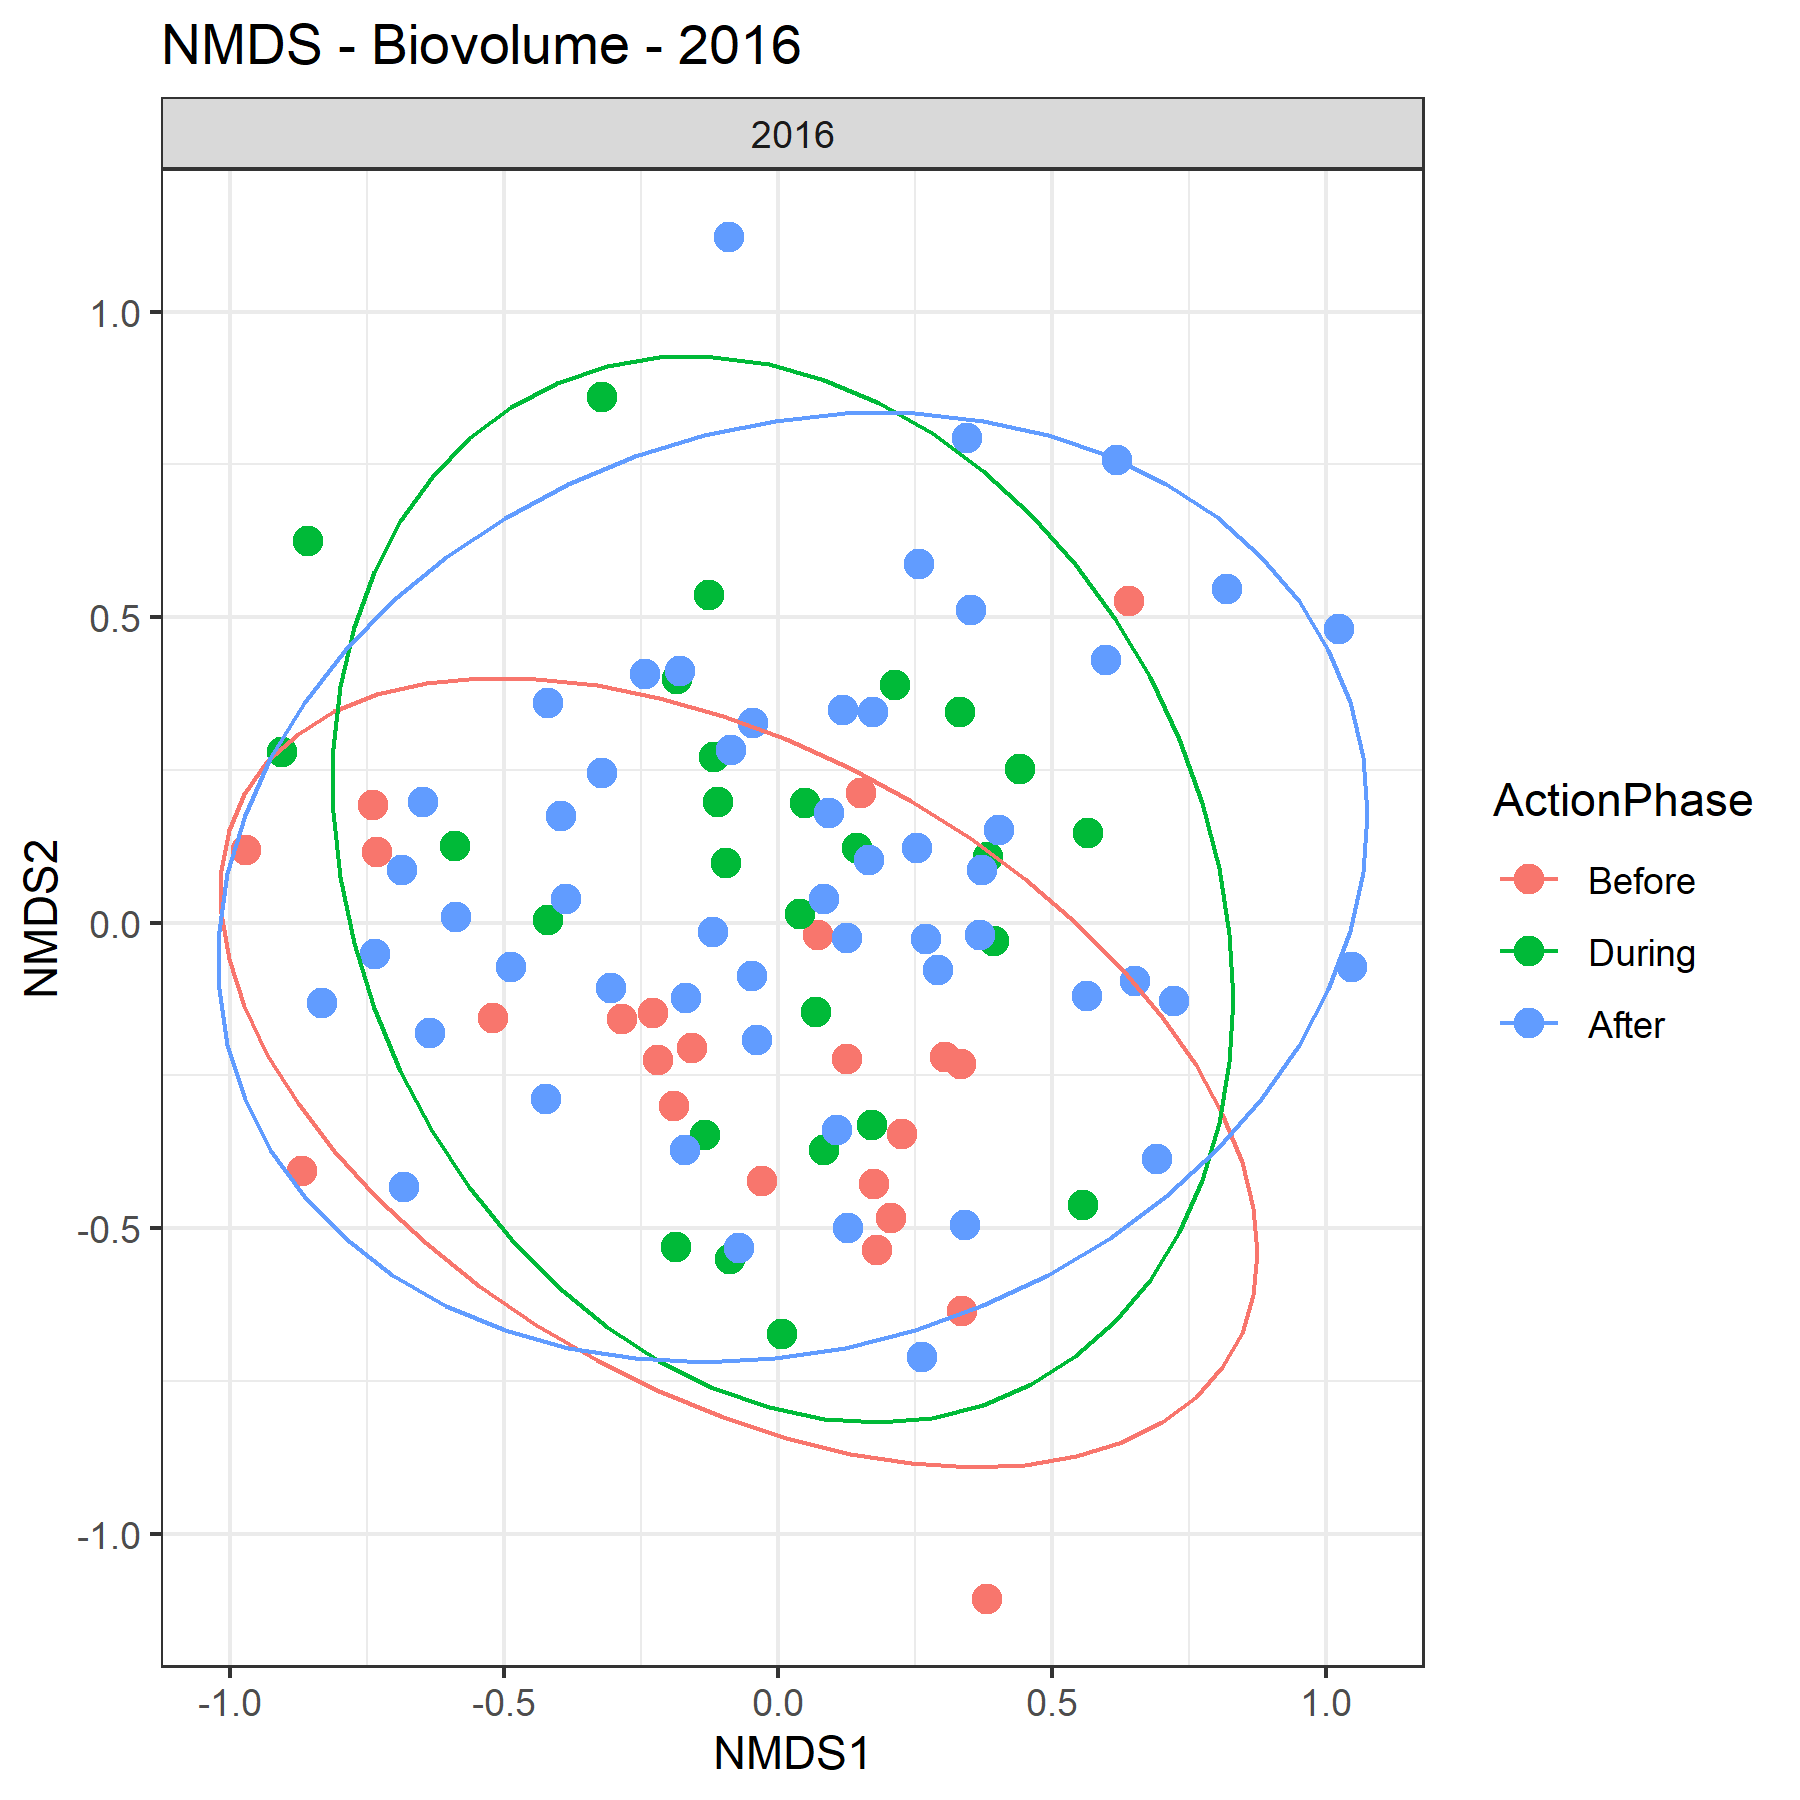 NMDS - Biovolume - 2016
2016
1.0
0.5
0.0
-0.5
-1.0
NMDS2
-1.0 -0.5 0.0 0.5 1.0
NMDS1
ActionPhase
Before
During
After